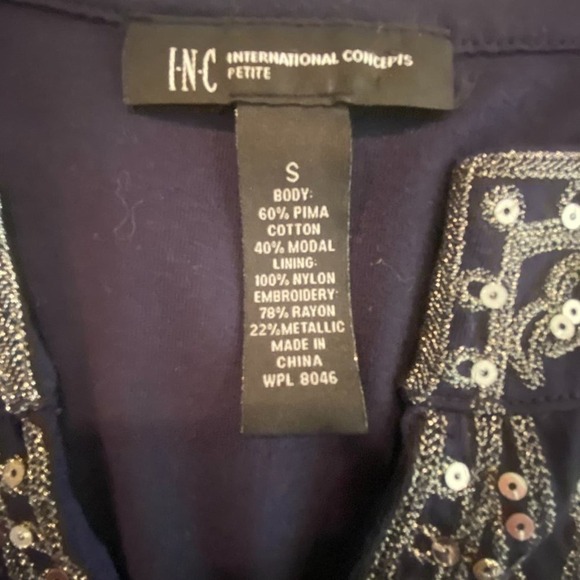 I·N·C INTERNATIONAL CONCEPTS
PETITE
S
BODY:
60% PIMA
COTTON
40% MODAL
LINING:
100% NYLON
EMBROIDERY:
78% RAYON
22% METALLIC
MADE IN
CHINA
WPL 8046